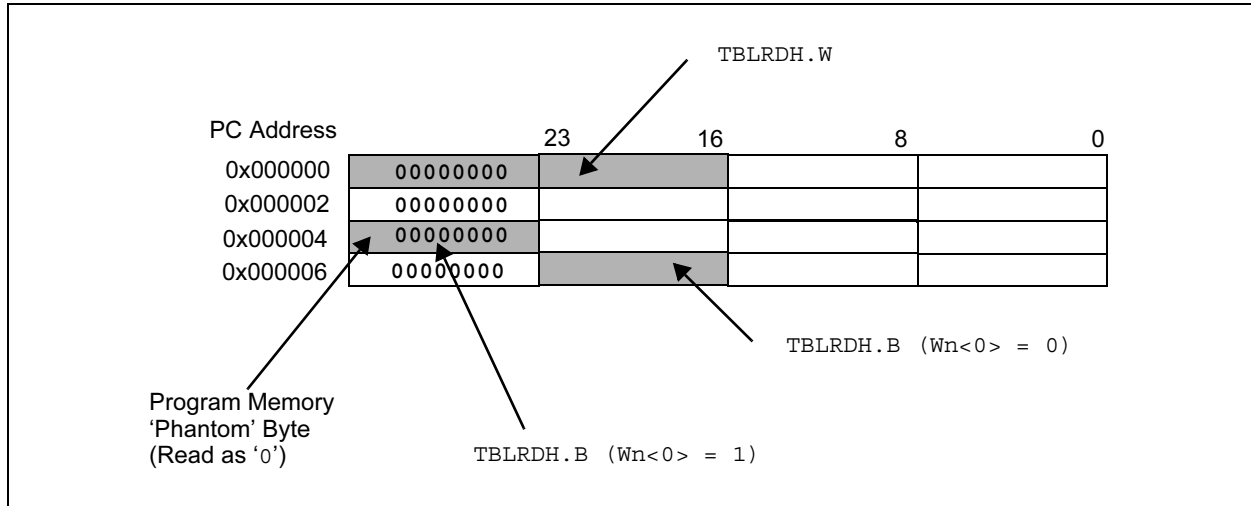 TBLRDH.W
PC Address
23 16 8 0
0x000000 00000000
0x000002 00000000
0x000004 00000000
0x000006 00000000
TBLRDH.B (Wn<0> = 0)
Program Memory
‘Phantom’ Byte
(Read as ‘0’)
TBLRDH.B (Wn<0> = 1)